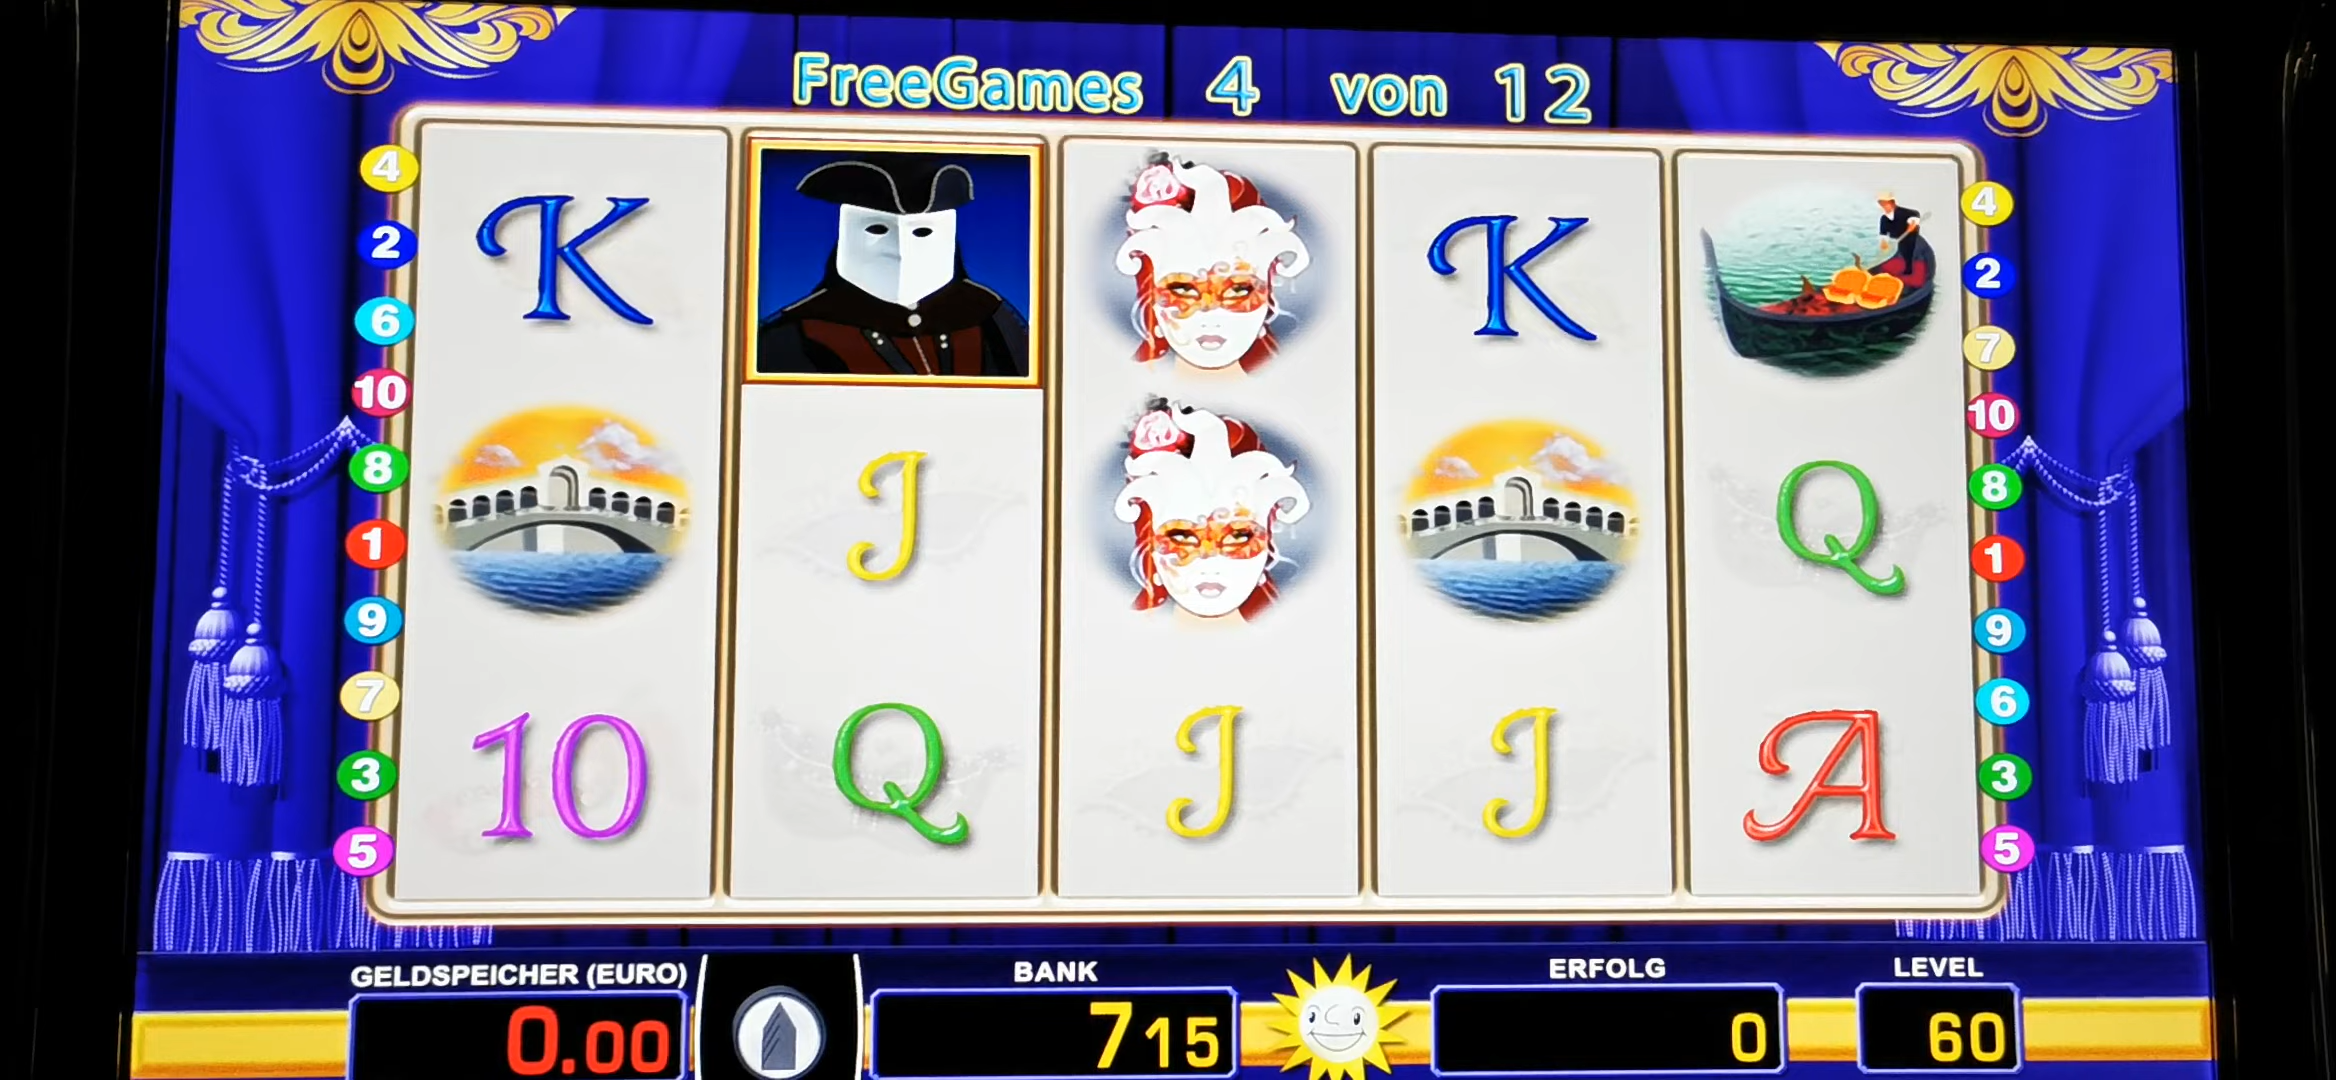 FreeGames 4 von 12
4 4
2 2
6 7
10 10
8 8
1 1
9 9
7 6
3 3
5 5
K K
J Q
10 Q J J A
GELDSPEICHER (EURO) BANK ERFOLG LEVEL
0.00 715 0 60